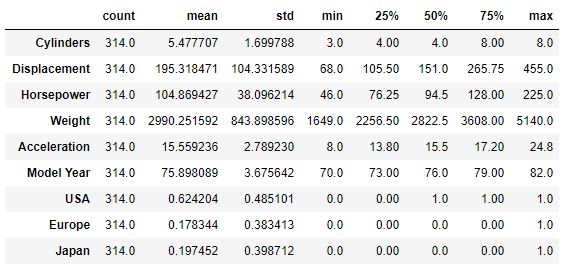 count mean std min 25% 50% 75% max
Cylinders 314.0 5.477707 1.699788 3.0 4.00 4.0 8.00 8.0
Displacement 314.0 195.318471 104.331589 68.0 105.50 151.0 265.75 455.0
Horsepower 314.0 104.869427 38.096214 46.0 76.25 94.5 128.00 225.0
Weight 314.0 2990.251592 843.898596 1649.0 2256.50 2822.5 3608.00 5140.0
Acceleration 314.0 15.559236 2.789230 8.0 13.80 15.5 17.20 24.8
Model Year 314.0 75.898089 3.675642 70.0 73.00 76.0 79.00 82.0
USA 314.0 0.624204 0.485101 0.0 0.00 1.0 1.00 1.0
Europe 314.0 0.178344 0.383413 0.0 0.00 0.0 0.00 1.0
Japan 314.0 0.197452 0.398712 0.0 0.00 0.0 0.00 1.0